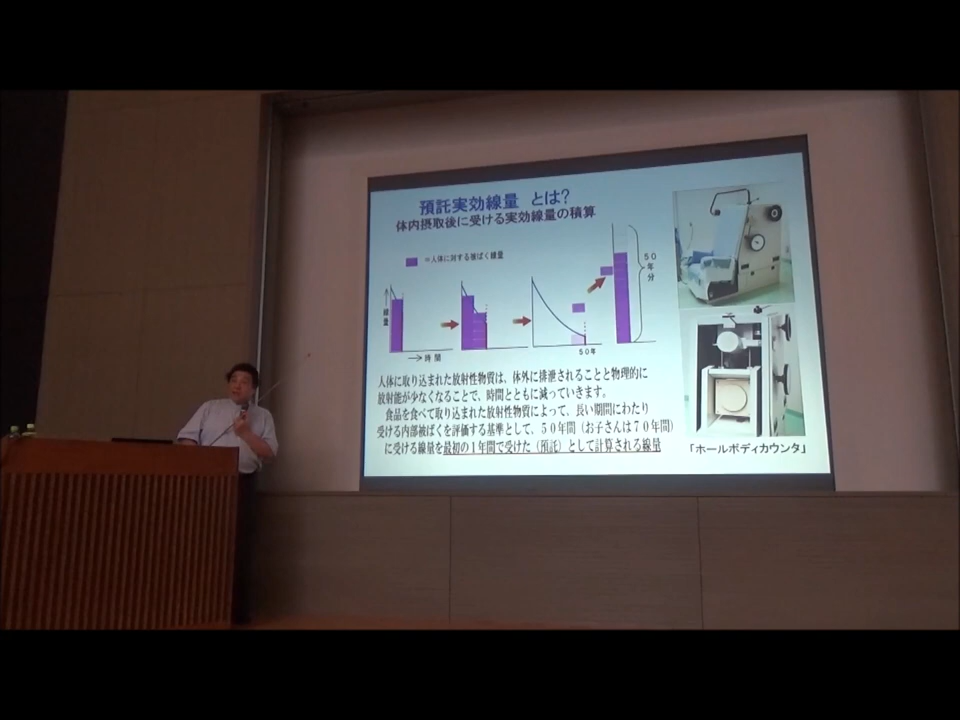 預託実効線量 とは?
体内摂取後に受ける実効線量の積算
=人体に対する被ばく線量
線量
時間
50年
50年分
人体に取り込まれた放射性物質は、体外に排泄されることと物理的に
放射能が少なくなることで、時間とともに減っていきます。
食品を食べて取り込まれた放射性物質によって、長い期間にわたり
受ける内部被ばくを評価する基準として、50年間（お子さんは70年間）
に受ける線量を最初の1年間で受けた（預託）として計算される線量
「ホールボディカウンタ」